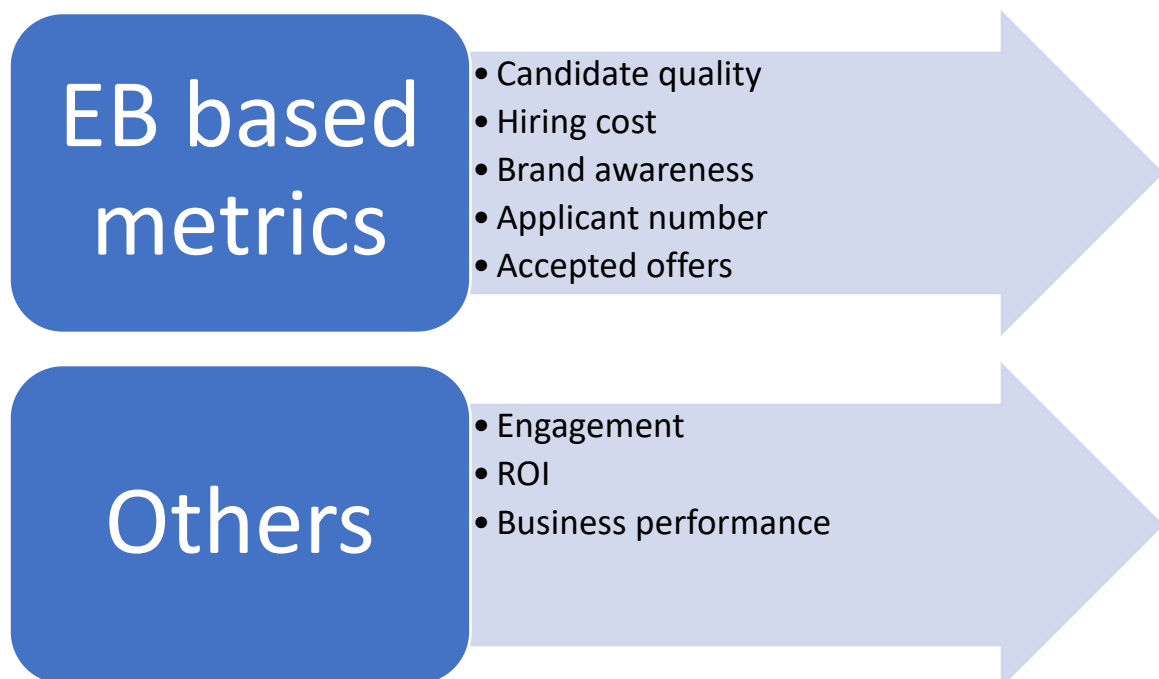 EB based
metrics
• Candidate quality
• Hiring cost
• Brand awareness
• Applicant number
• Accepted offers
Others
• Engagement
• ROI
• Business performance